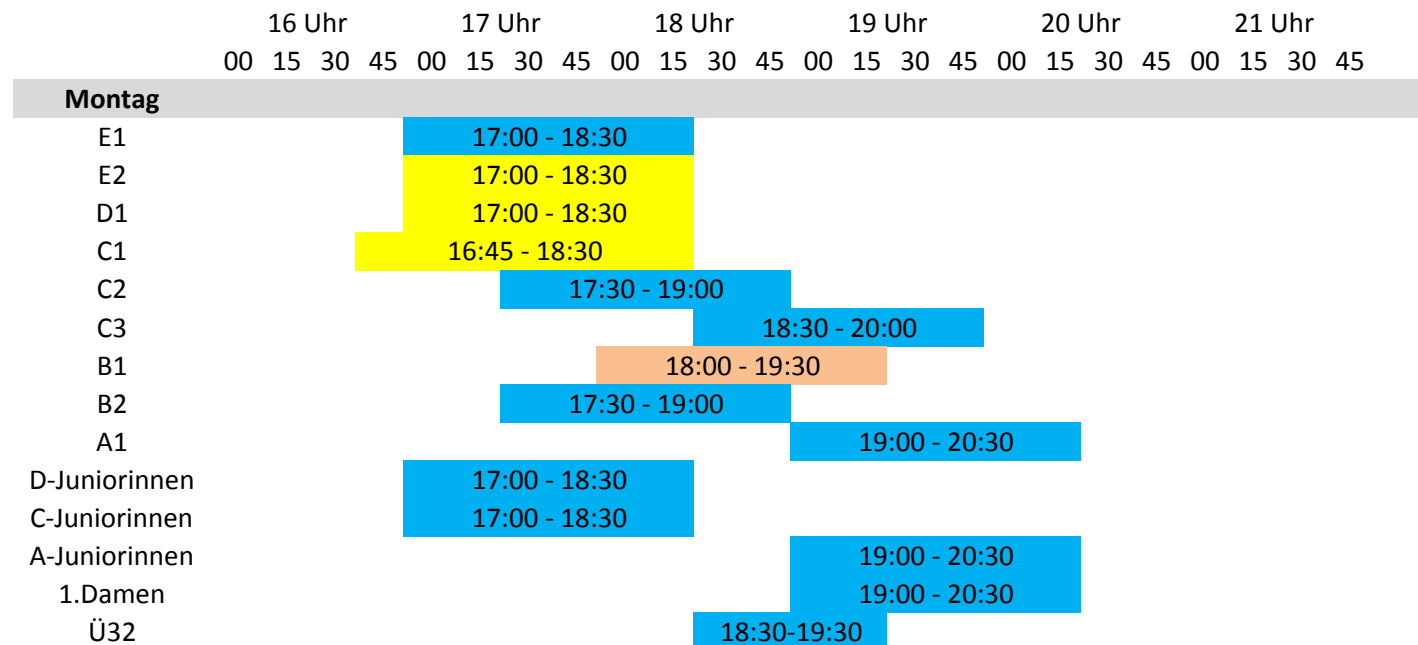 16 Uhr 17 Uhr 18 Uhr 19 Uhr 20 Uhr 21 Uhr
00 15 30 45 00 15 30 45 00 15 30 45 00 15 30 45 00 15 30 45 00 15 30 45
Montag
E1 17:00 - 18:30
E2 17:00 - 18:30
D1 17:00 - 18:30
C1 16:45 - 18:30
C2 17:30 - 19:00
C3 18:30 - 20:00
B1 18:00 - 19:30
B2 17:30 - 19:00
A1 19:00 - 20:30
D-Juniorinnen 17:00 - 18:30
C-Juniorinnen 17:00 - 18:30
A-Juniorinnen 19:00 - 20:30
1.Damen 19:00 - 20:30
Ü32 18:30-19:30